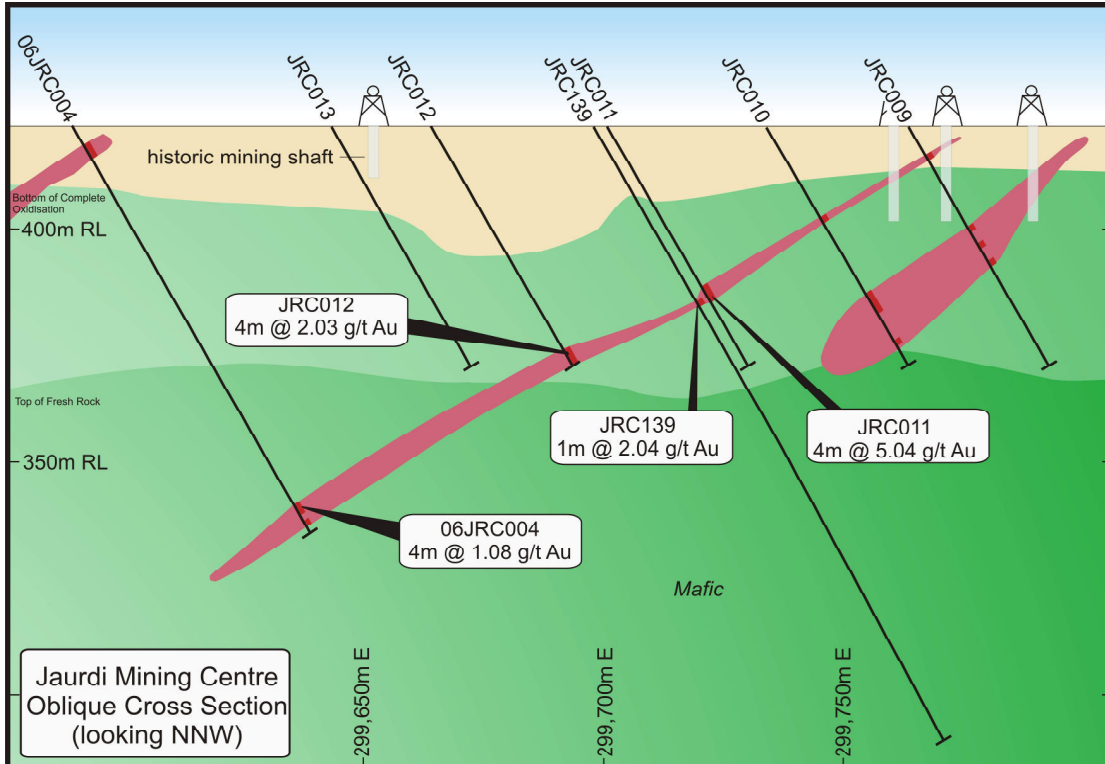 06JRC004
JRC013
JRC012
JRC139
JRC011
JRC010
JRC009
historic mining shaft
Bottom of Complete
Oxidisation
400m RL
JRC012
4m @ 2.03 g/t Au
Top of Fresh Rock
JRC139
1m @ 2.04 g/t Au
JRC011
4m @ 5.04 g/t Au
350m RL
06JRC004
4m @ 1.08 g/t Au
Mafic
Jaurdi Mining Centre
Oblique Cross Section
(looking NNW)
299,650m E
299,700m E
299,750m E